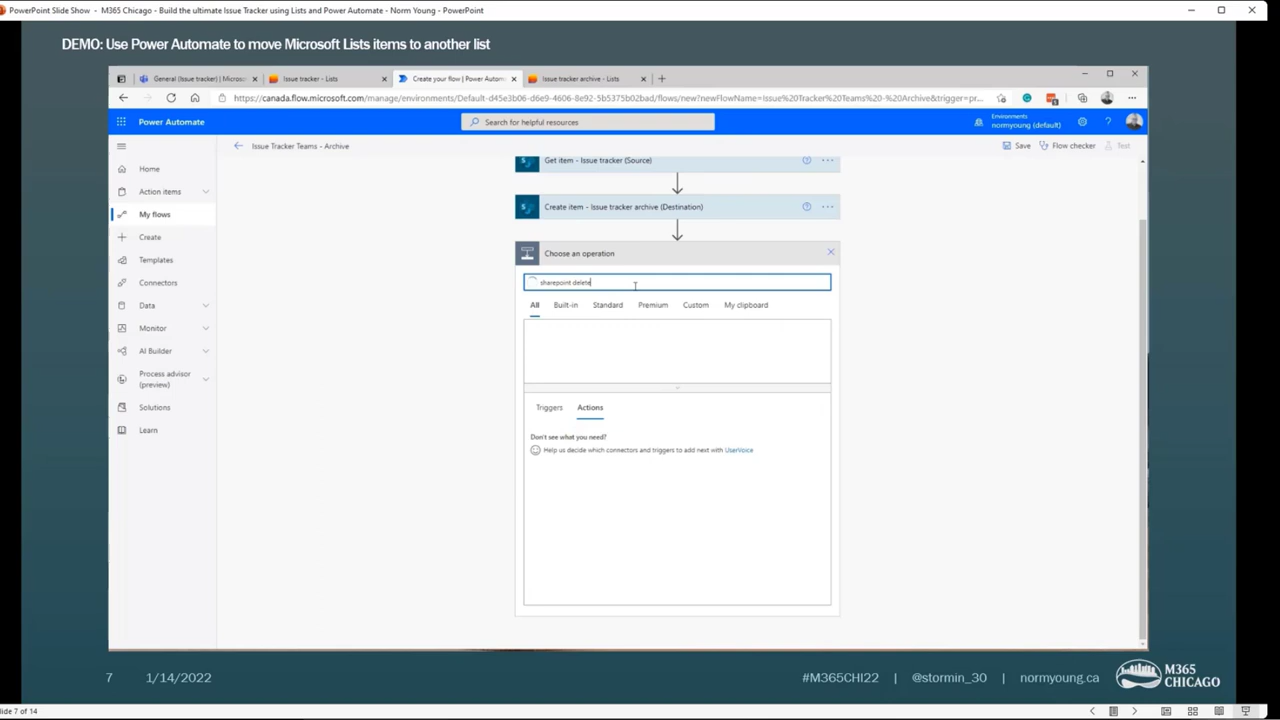 PowerPoint Slide Show - M365 Chicago - Build the ultimate Issue Tracker using Lists and Power Automate - Norm Young - PowerPoint
DEMO: Use Power Automate to move Microsoft Lists items to another list
General (Issue tracker) | Micros
Issue tracker - Lists
Create your flow | Power Autom
Issue tracker archive - Lists
https://canada.flow.microsoft.com/manage/environments/Default-d45e3b06-d6e9-4606-8e92-5b5375b02bad/flows/new?newFlowName=Issue%20Tracker%20Teams%20-%20Archive&trigger=pr...
Power Automate
Search for helpful resources
Environments
normyoung (default)
Issue Tracker Teams - Archive
Save
Flow checker
Test
Home
Action items
My flows
Create
Templates
Connectors
Data
Monitor
AI Builder
Process advisor
(preview)
Solutions
Learn
Get item - Issue tracker (Source)
Create item - Issue tracker archive (Destination)
Choose an operation
sharepoint delete
All Built-in Standard Premium Custom My clipboard
Triggers Actions
Don't see what you need?
Help us decide which connectors and triggers to add next with UserVoice
7 1/14/2022
#M365CHI22 | @stormin_30 | normyoung.ca
M365
CHICAGO
Slide 7 of 14